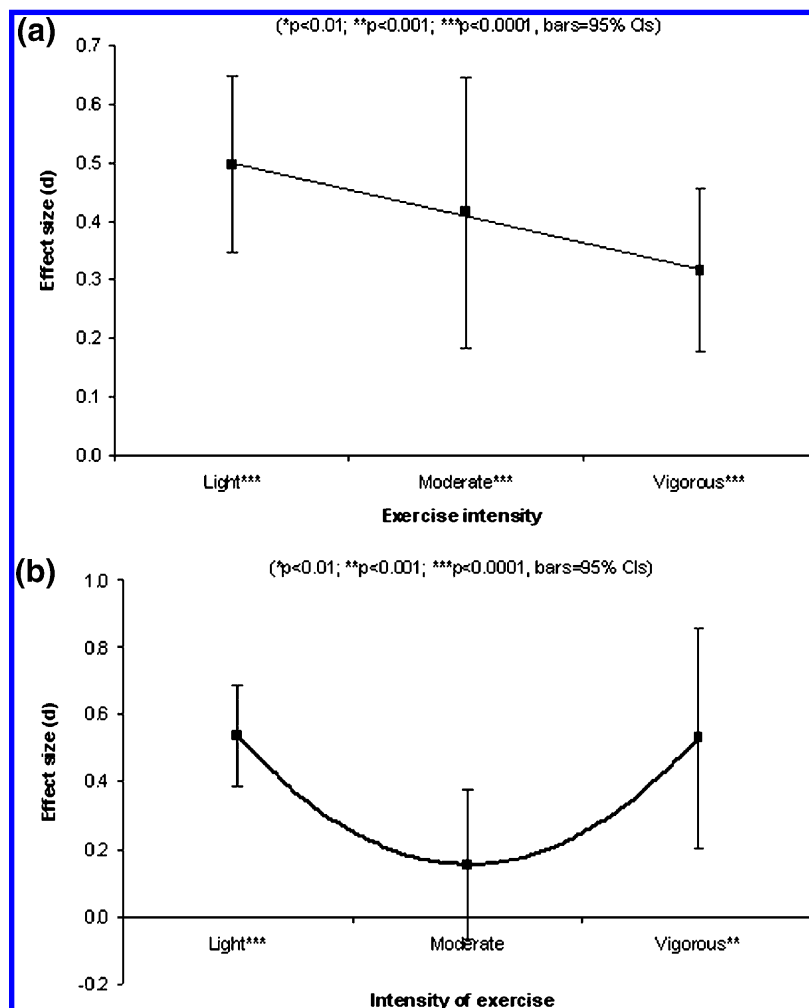 (a)
(*p<0.01; **p<0.001; ***p<0.0001, bars=95% CIs)
0.7
0.6
0.5
0.4
0.3
0.2
0.1
0.0
Effect size (d)
Light*** Moderate*** Vigorous***
Exercise intensity
(b)
(*p<0.01; **p<0.001; ***p<0.0001, bars=95% CIs)
1.0
0.8
0.6
0.4
0.2
0.0
-0.2
Effect size (d)
Light*** Moderate Vigorous**
Intensity of exercise